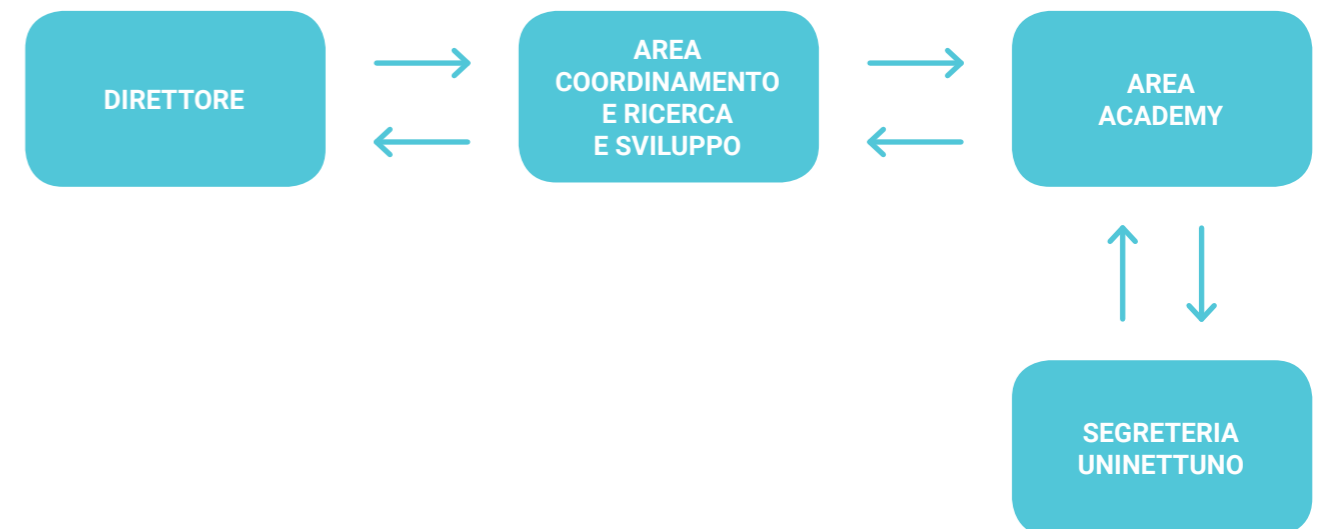 DIRETTORE
AREA
COORDINAMENTO
E RICERCA
E SVILUPPO
AREA
ACADEMY
SEGRETERIA
UNINETTUNO